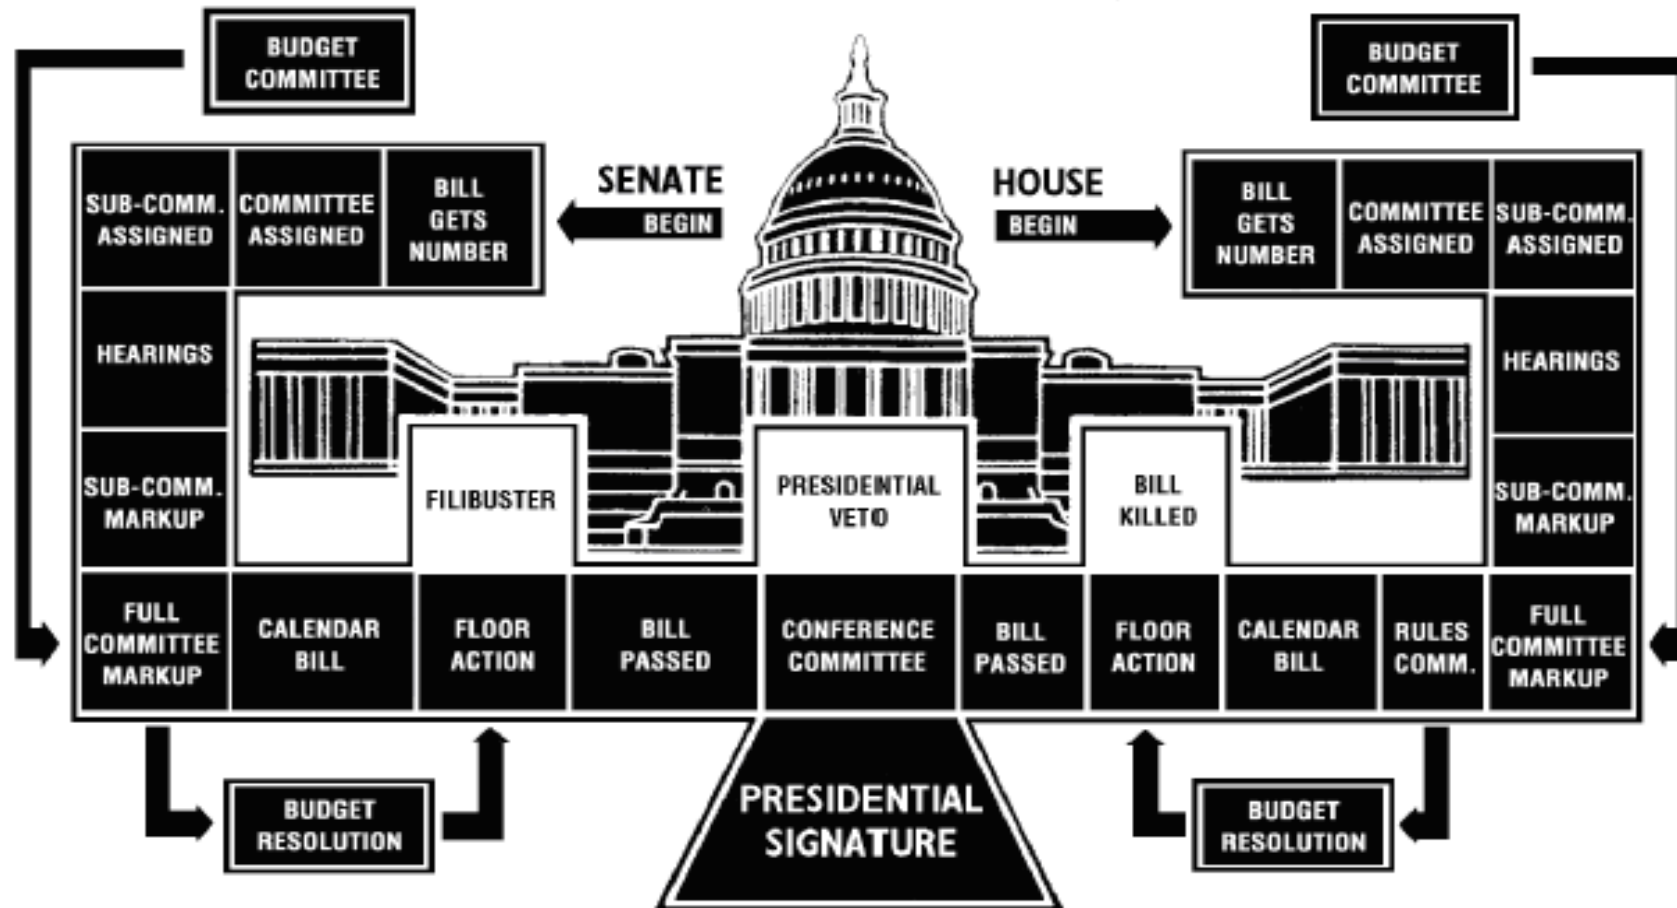 BUDGET
COMMITTEE
BUDGET
COMMITTEE
SENATE
BEGIN
HOUSE
BEGIN
SUB-COMM.
ASSIGNED
COMMITTEE
ASSIGNED
BILL
GETS
NUMBER
BILL
GETS
NUMBER
COMMITTEE
ASSIGNED
SUB-COMM.
ASSIGNED
HEARINGS
HEARINGS
SUB-COMM.
MARKUP
FILIBUSTER
PRESIDENTIAL
VETO
BILL
KILLED
SUB-COMM.
MARKUP
FULL
COMMITTEE
MARKUP
CALENDAR
BILL
FLOOR
ACTION
BILL
PASSED
CONFERIENCE
COMMITTEE
BILL
PASSED
FLOOR
ACTION
CALENDAR
BILL
RULES
COMM.
FULL
COMMITTEE
MARKUP
BUDGET
RESOLUTION
PRESIDENTIAL
SIGNATURE
BUDGET
RESOLUTION